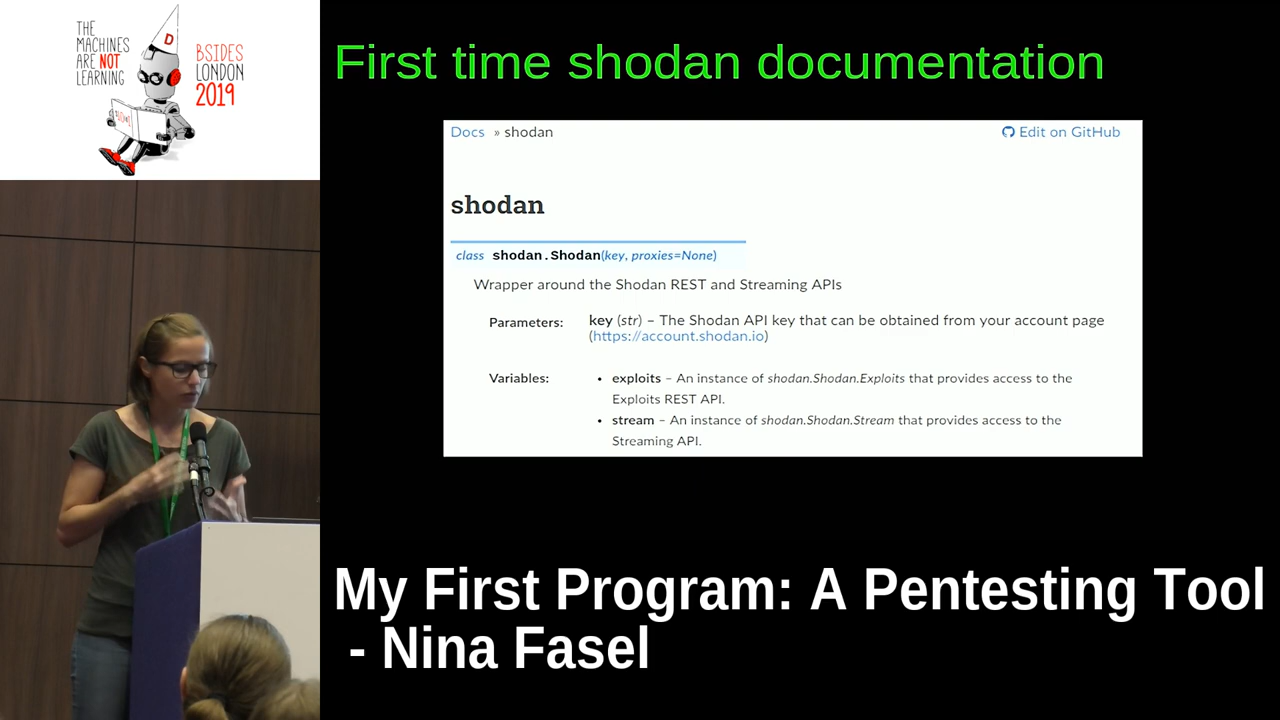 THE
MACHINES
ARE NOT
LEARNING
D
BSIDES
LONDON
2019
First time shodan documentation
Docs » shodan
Edit on GitHub
shodan
class shodan.Shodan(key, proxies=None)
Wrapper around the Shodan REST and Streaming APIs
Parameters: key (str) – The Shodan API key that can be obtained from your account page
(https://account.shodan.io)
Variables: • exploits – An instance of shodan.Shodan.Exploits that provides access to the
Exploits REST API.
• stream – An instance of shodan.Shodan.Stream that provides access to the
Streaming API.
My First Program: A Pentesting Tool
- Nina Fasel